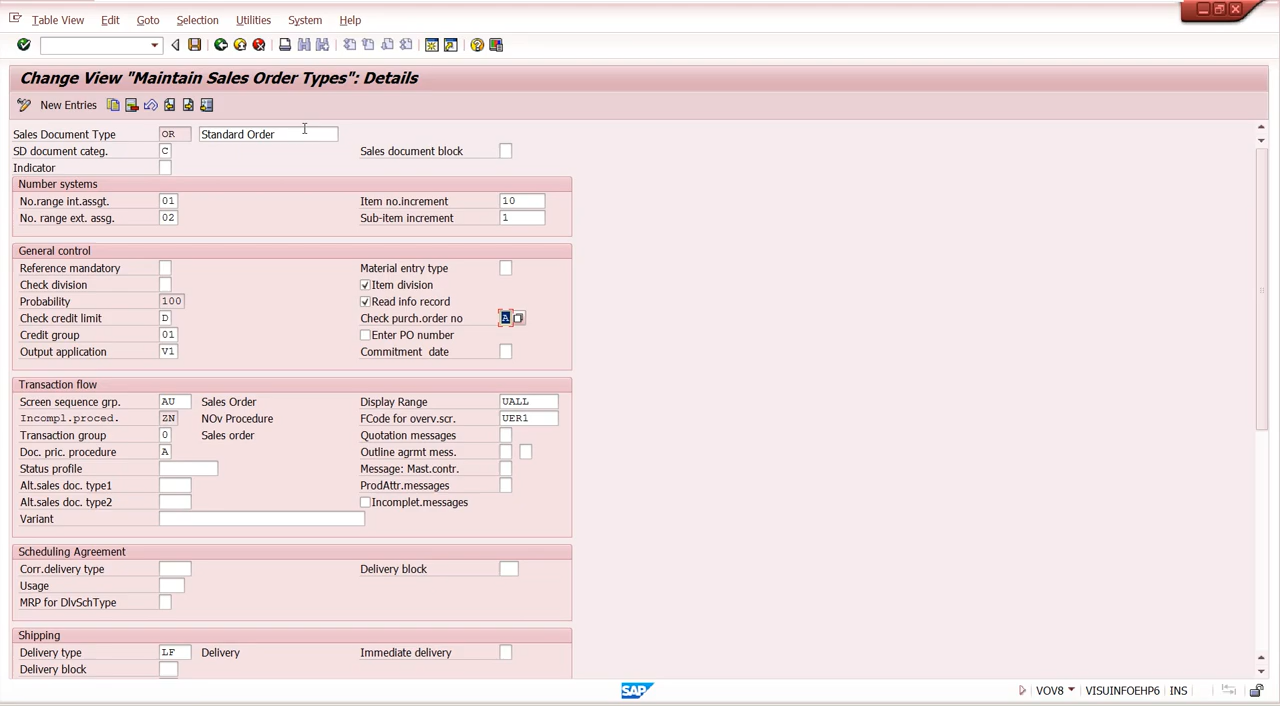 Table View Edit Goto Selection Utilities System Help
Change View "Maintain Sales Order Types": Details
New Entries
Sales Document Type OR Standard Order
SD document categ. C Sales document block
Indicator
Number systems
No.range int.assgt. 01 Item no.increment 10
No. range ext. assg. 02 Sub-item increment 1
General control
Reference mandatory Material entry type
Check division Item division
Probability 100 Read info record
Check credit limit D Check purch.order no A
Credit group 01 Enter PO number
Output application V1 Commitment date
Transaction flow
Screen sequence grp. AU Sales Order Display Range UALL
Incompl.proced. ZN NOv Procedure FCode for overv.scr. UER1
Transaction group 0 Sales order Quotation messages
Doc. pric. procedure A Outline agrmt mess.
Status profile Message: Mast.contr.
Alt.sales doc. type1 ProdAttr.messages
Alt.sales doc. type2 Incomplet.messages
Variant
Scheduling Agreement
Corr.delivery type Delivery block
Usage
MRP for DlvSchType
Shipping
Delivery type LF Delivery Immediate delivery
Delivery block
SAP VOV8 VISUINFOEHP6 INS